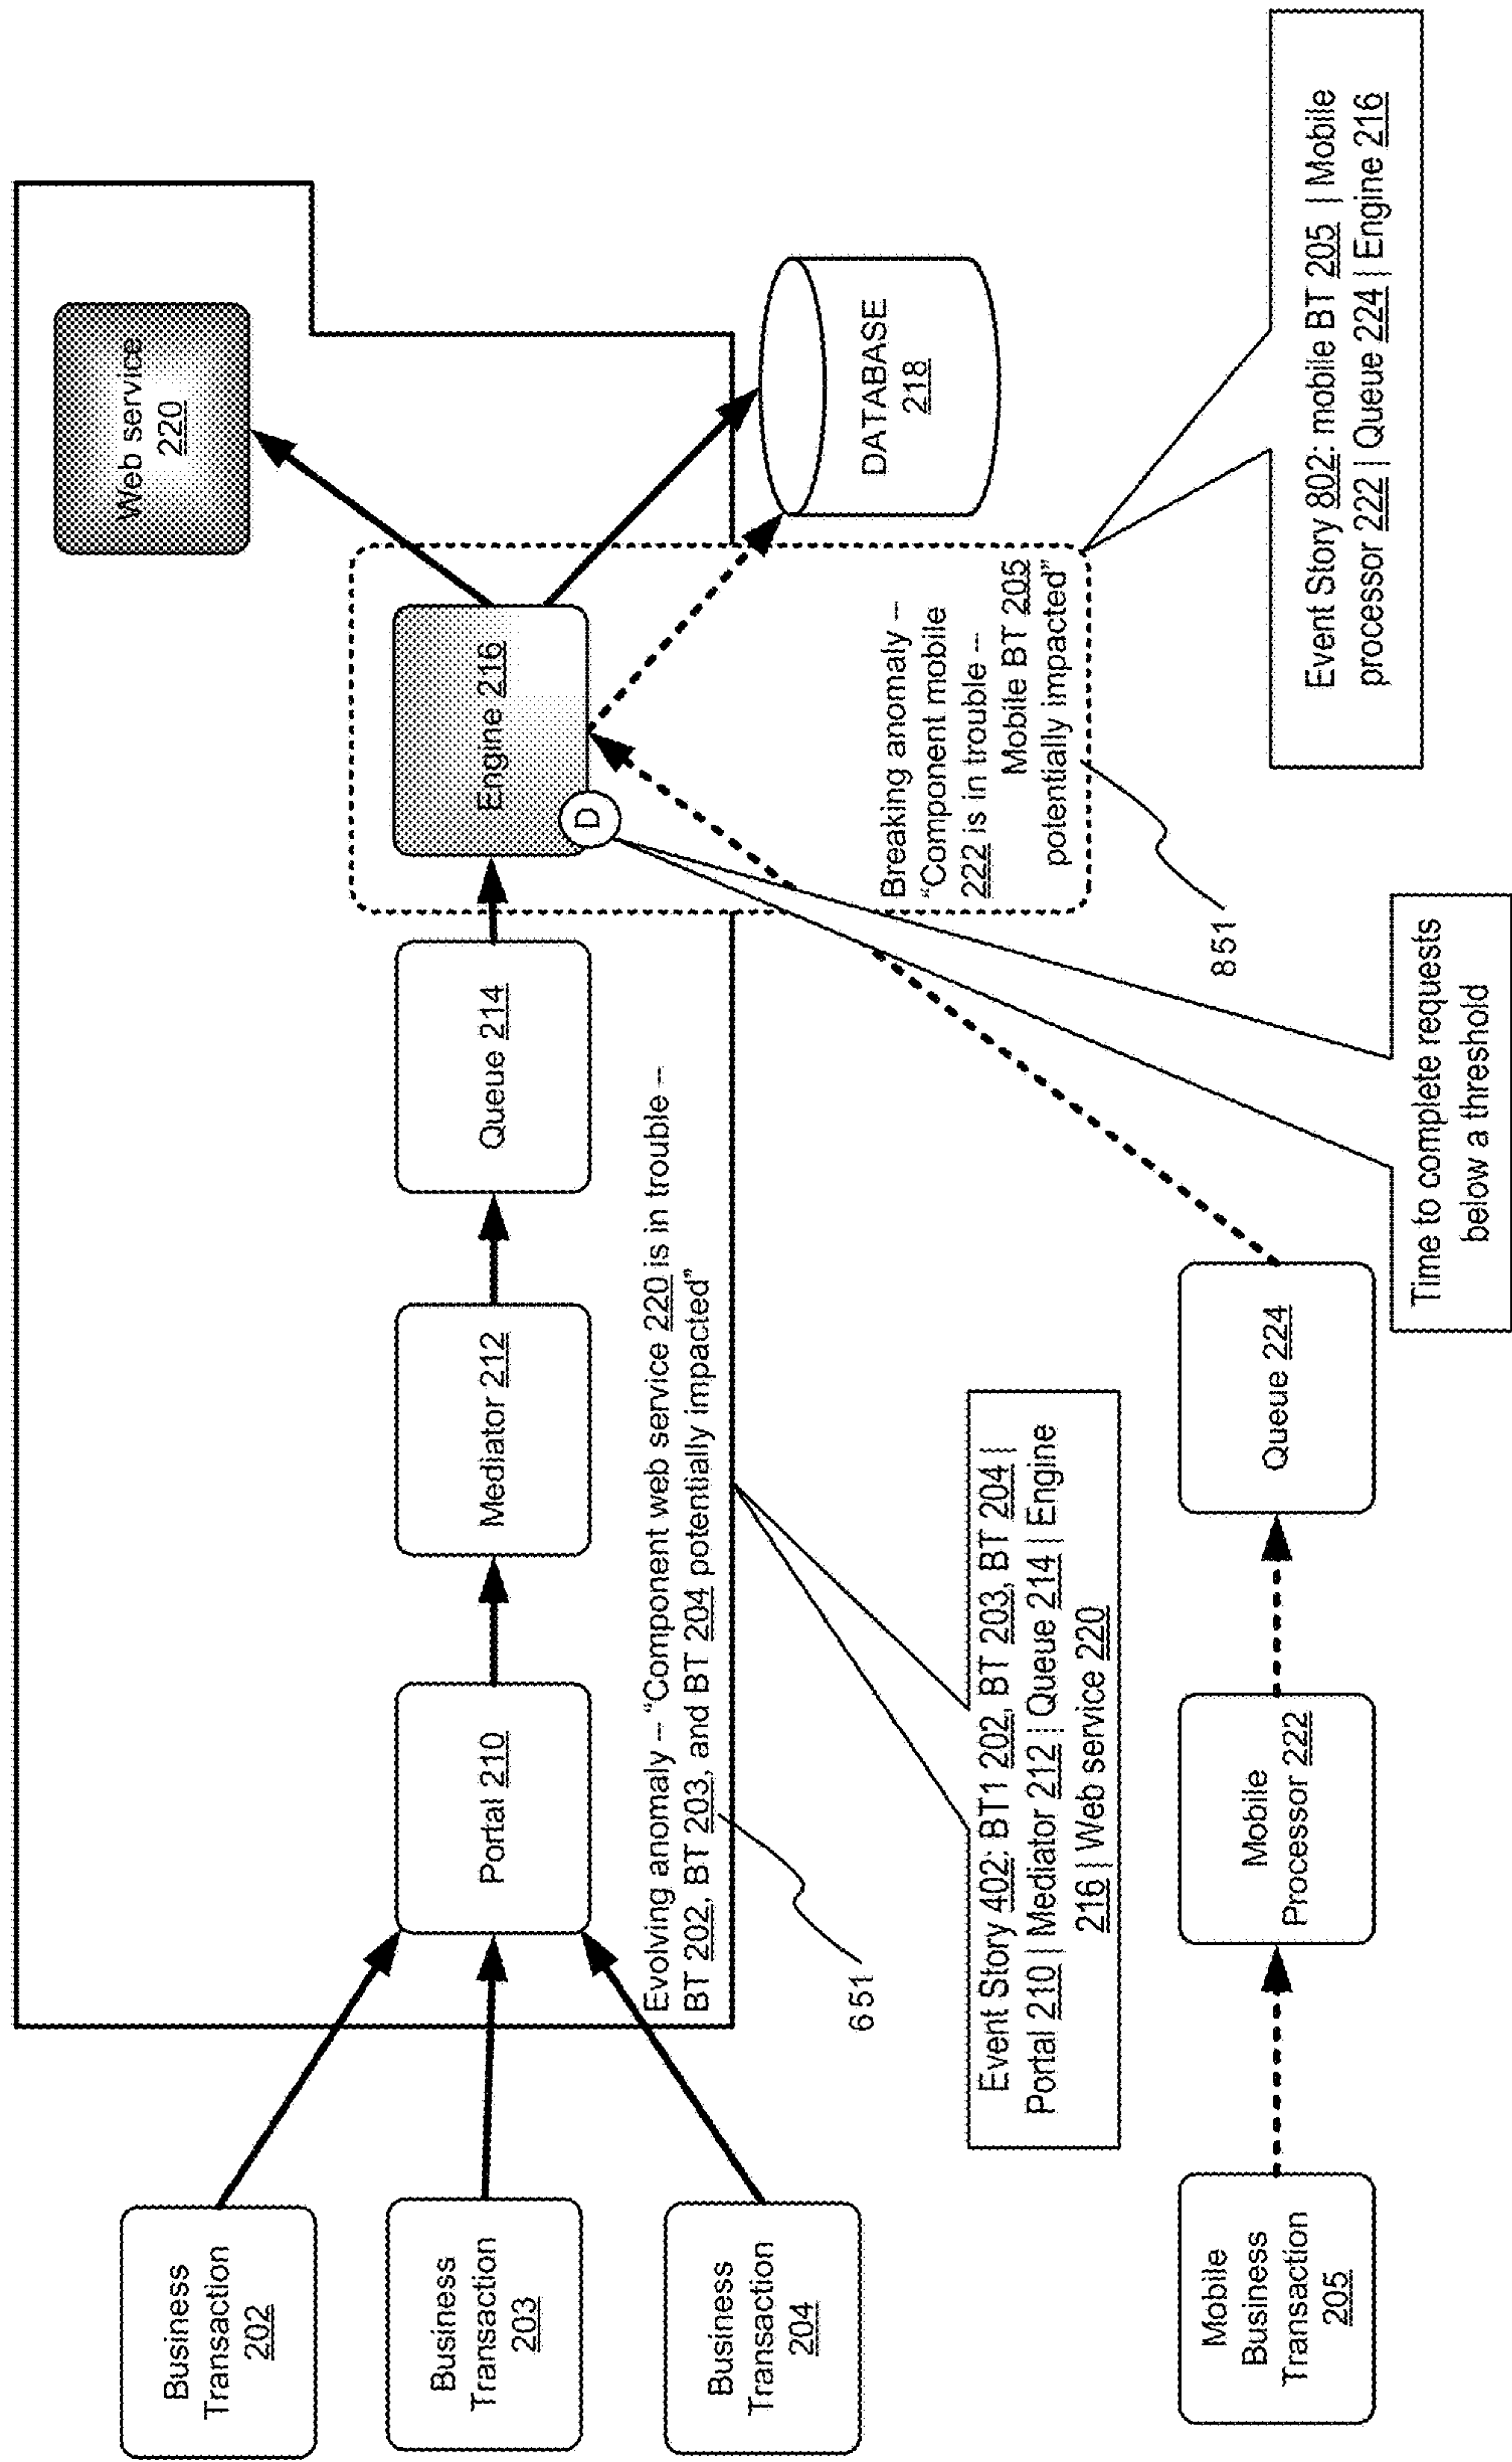 Business
Transaction
202
Business
Transaction
203
Business
Transaction
204
Portal 210
Mediator 212
Queue 214
Engine 216
D
Web service
220
DATABASE
218
Evolving anomaly – "Component web service 220 is in trouble –
BT 202, BT 203, and BT 204 potentially impacted"
651
Breaking anomaly –
"Component mobile
222 is in trouble –
Mobile BT 205
potentially impacted"
851
Event Story 402: BT1 202, BT 203, BT 204 |
Portal 210 | Mediator 212 | Queue 214 | Engine
216 | Web service 220
Mobile
Business
Transaction
205
Mobile
Processor 222
Queue 224
Time to complete requests
below a threshold
Event Story 802: mobile BT 205 | Mobile
processor 222 | Queue 224 | Engine 216